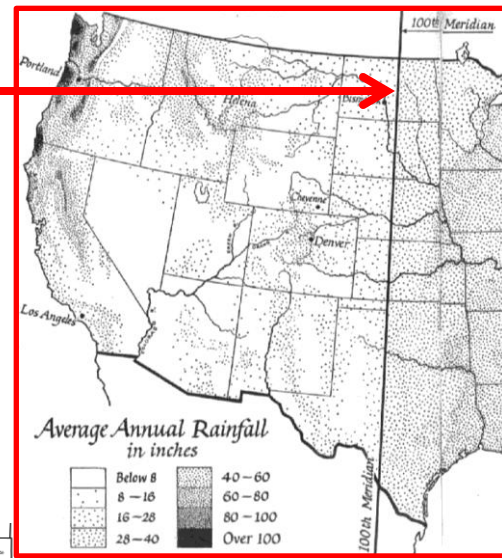 100th Meridian
Portland
Helena
Bismarck
Cheyenne
Denver
Los Angeles
100th Meridian
Average Annual Rainfall
in inches
Below 8
8 — 16
16 — 28
28 — 40
40 — 60
60 — 80
80 — 100
Over 100